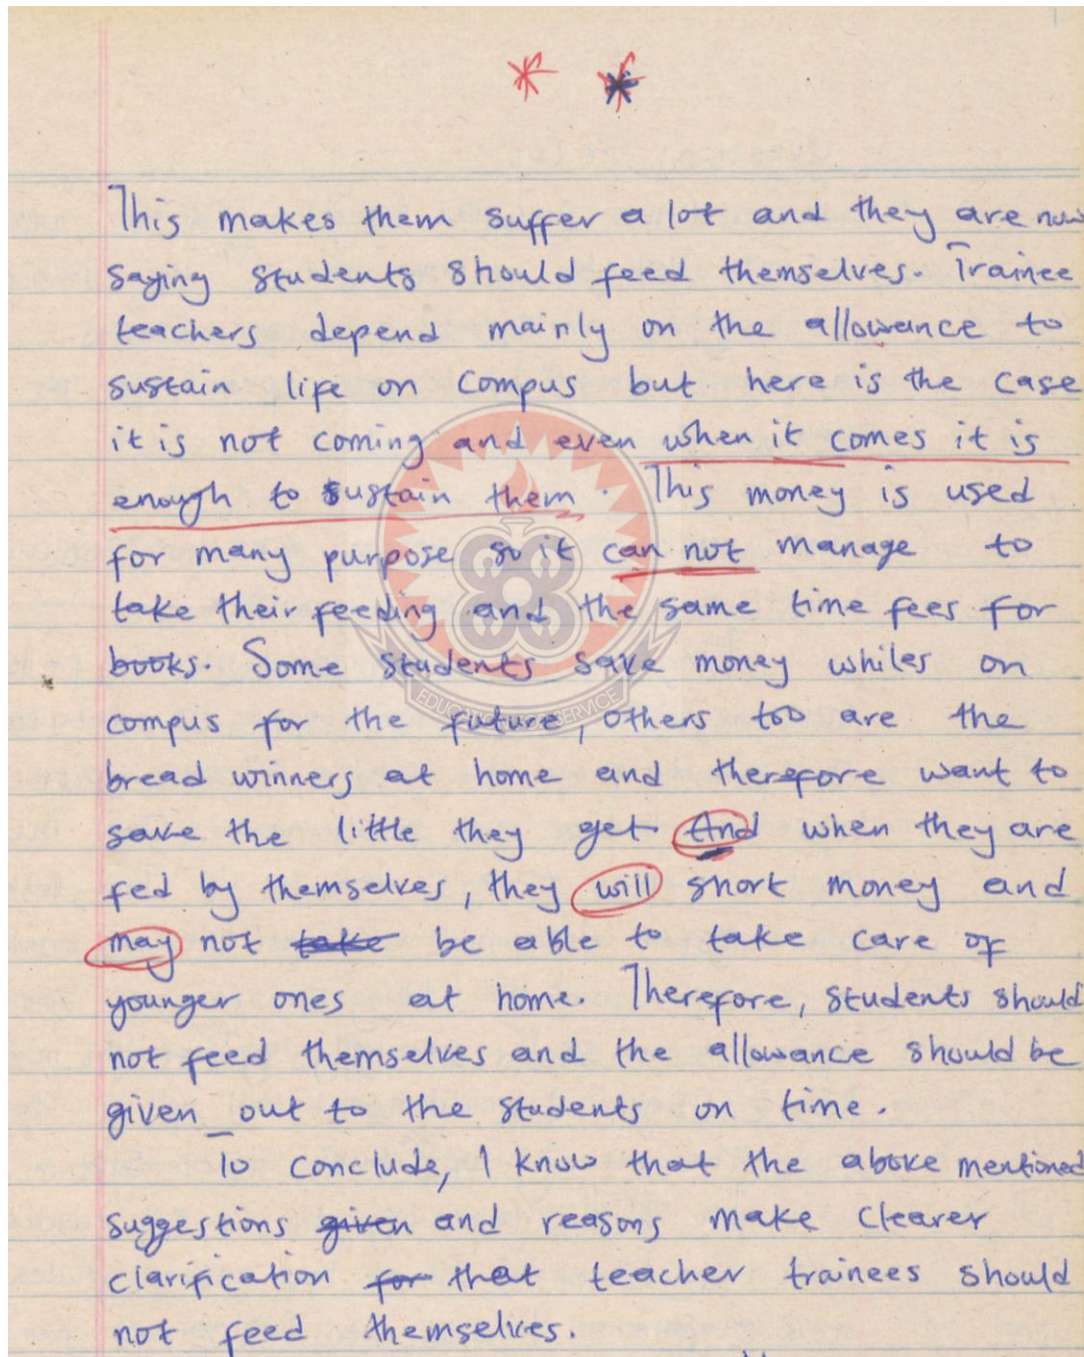 This makes them suffer a lot and they are now
saying students should feed themselves. Trainee
teachers depend mainly on the allowance to
sustain life on compus but here is the case
it is not coming and even when it comes it is
enough to sustain them. This money is used
for many purpose so it can not manage to
take their feeding and the same time fees for
books. Some students save money whiles on
compus for the future, others too are the
bread winners at home and therefore want to
save the little they get And when they are
fed by themselves, they will short money and
may not take be able to take care of
younger ones at home. Therefore, students should
not feed themselves and the allowance should be
given out to the students on time.
To conclude, I know that the above mentioned
suggestions given and reasons make clearer
clarification for that teacher trainees should
not feed themselves.
EDUCATION SERVICE